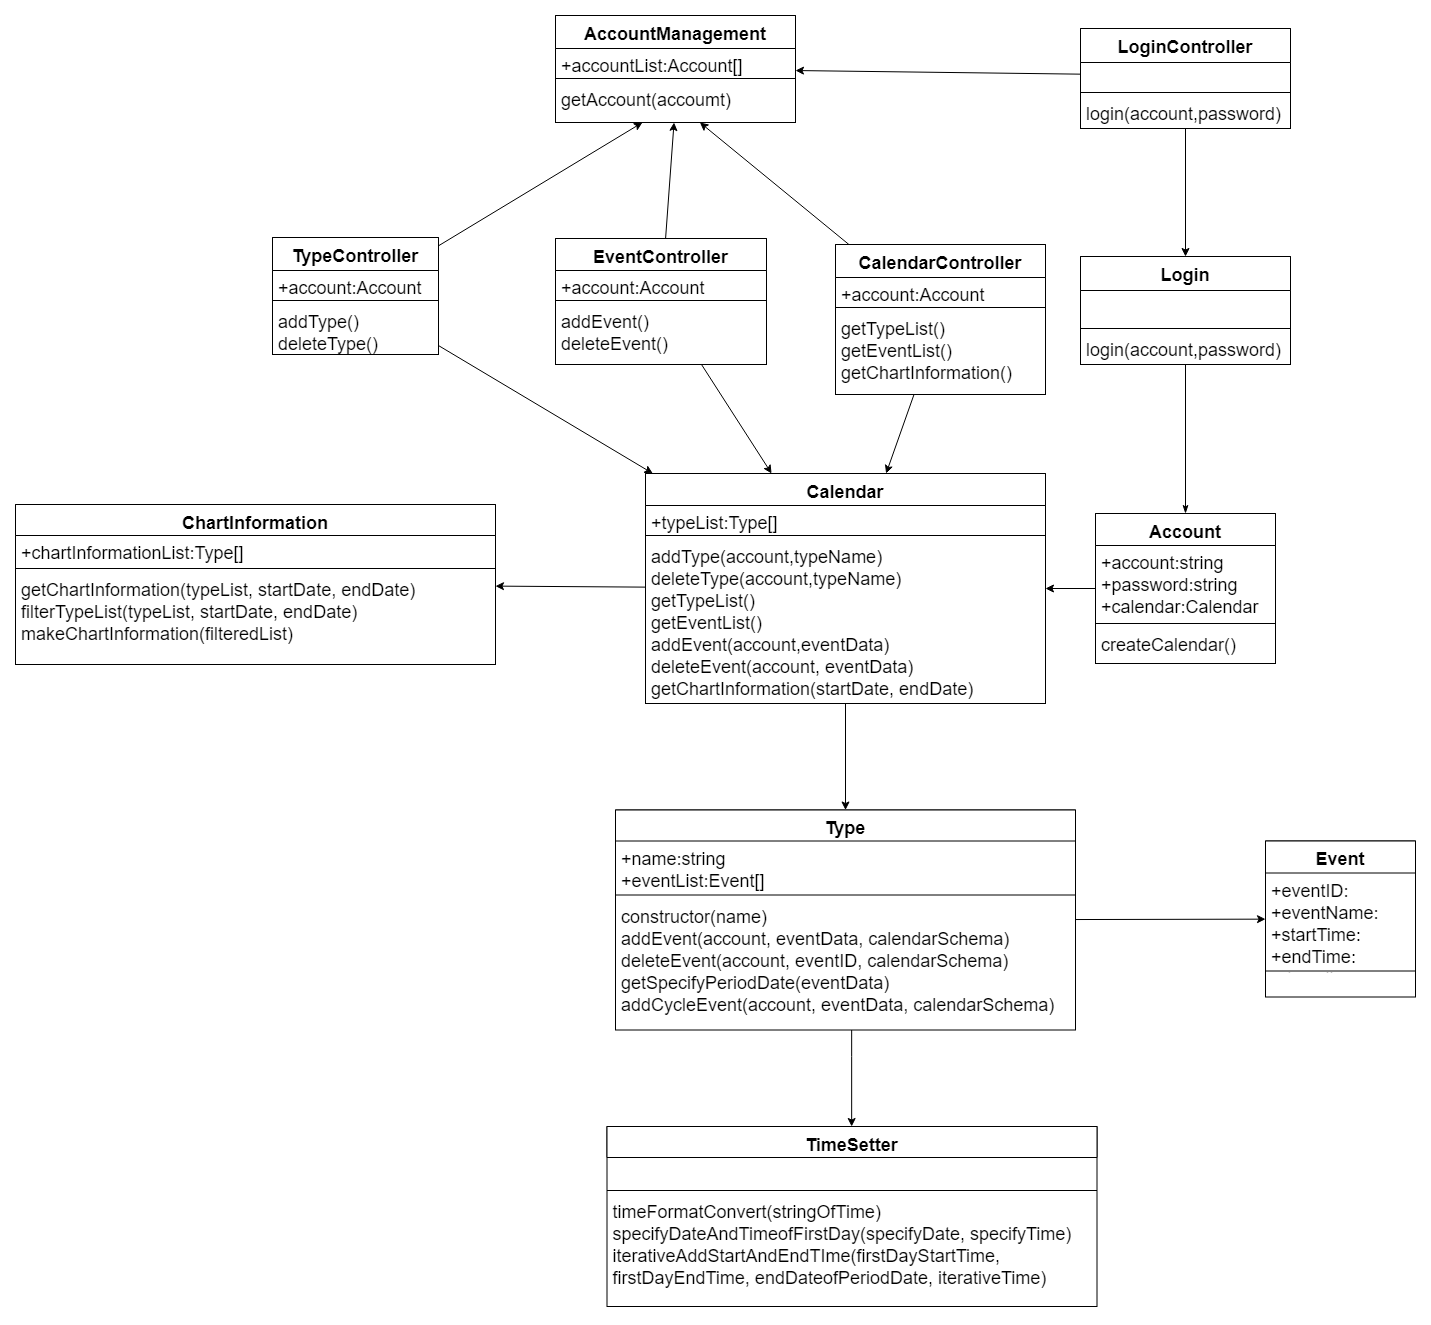 AccountManagement
+accountList:Account[]
getAccount(accoumt)
LoginController
login(account,password)
TypeController
+account:Account
addType()
deleteType()
EventController
+account:Account
addEvent()
deleteEvent()
CalendarController
+account:Account
getTypeList()
getEventList()
getChartInformation()
Login
login(account,password)
ChartInformation
+chartInformationList:Type[]
getChartInformation(typeList, startDate, endDate)
filterTypeList(typeList, startDate, endDate)
makeChartInformation(filteredList)
Calendar
+typeList:Type[]
addType(account,typeName)
deleteType(account,typeName)
getTypeList()
getEventList()
addEvent(account,eventData)
deleteEvent(account, eventData)
getChartInformation(startDate, endDate)
Account
+account:string
+password:string
+calendar:Calendar
createCalendar()
Type
+name:string
+eventList:Event[]
constructor(name)
addEvent(account, eventData, calendarSchema)
deleteEvent(account, eventID, calendarSchema)
getSpecifyPeriodDate(eventData)
addCycleEvent(account, eventData, calendarSchema)
Event
+eventID:
+eventName:
+startTime:
+endTime:
TimeSetter
timeFormatConvert(stringOfTime)
specifyDateAndTimeofFirstDay(specifyDate, specifyTime)
iterativeAddStartAndEndTIme(firstDayStartTime,
firstDayEndTime, endDateofPeriodDate, iterativeTime)